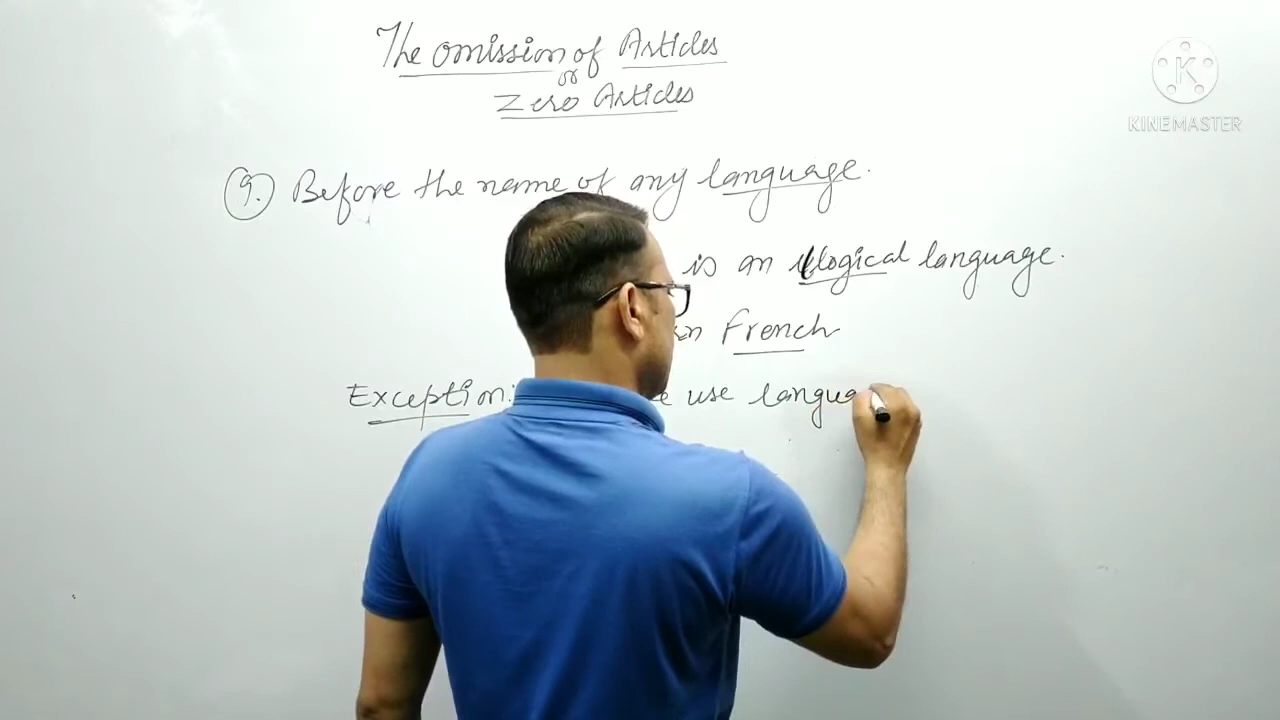 The omission of Articles
or
Zero Articles
9. Before the name of any language.
is an illogical language.
in French
Exception: use langua
K
KINEMASTER